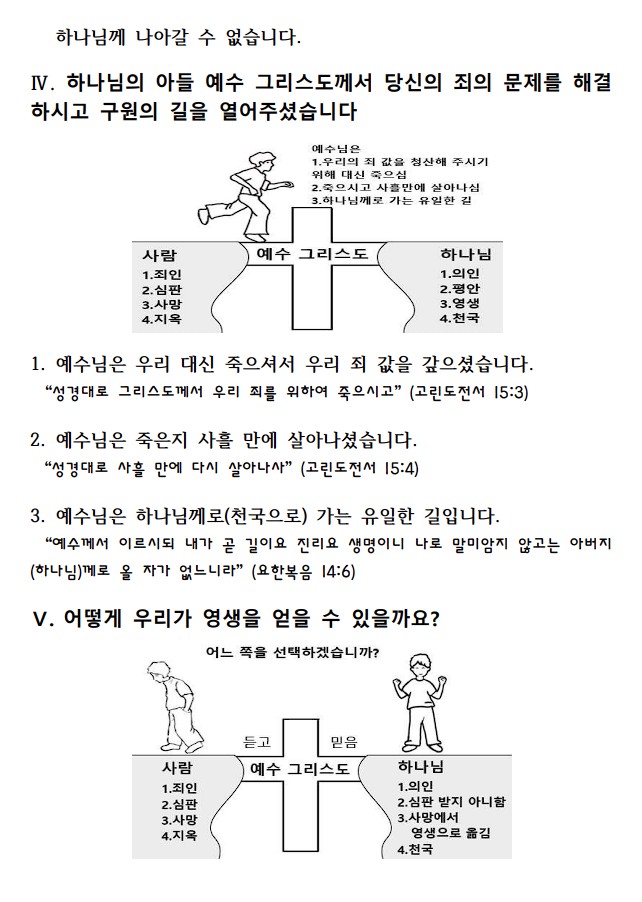 하나님께 나아갈 수 없습니다.
Ⅳ. 하나님의 아들 예수 그리스도께서 당신의 죄의 문제를 해결
하시고 구원의 길을 열어주셨습니다
예수님은
1.우리의 죄 값을 청산해 주시기
위해 대신 죽으심
2.죽으시고 사흘만에 살아나심
3.하나님께로 가는 유일한 길
사람
1.죄인
2.심판
3.사망
4.지옥
예수 그리스도
하나님
1.의인
2.평안
3.영생
4.천국
1. 예수님은 우리 대신 죽으셔서 우리 죄 값을 갚으셨습니다.
“성경대로 그리스도께서 우리 죄를 위하여 죽으시고” (고린도전서 15:3)
2. 예수님은 죽은지 사흘 만에 살아나셨습니다.
“성경대로 사흘 만에 다시 살아나사” (고린도전서 15:4)
3. 예수님은 하나님께로(천국으로) 가는 유일한 길입니다.
“예수께서 이르시되 내가 곧 길이요 진리요 생명이니 나로 말미암지 않고는 아버지
(하나님)께로 올 자가 없느니라” (요한복음 14:6)
Ⅴ. 어떻게 우리가 영생을 얻을 수 있을까요?
어느 쪽을 선택하겠습니까?
듣고 믿음
사람
1.죄인
2.심판
3.사망
4.지옥
예수 그리스도
하나님
1.의인
2.심판 받지 아니함
3.사망에서
영생으로 옮김
4.천국